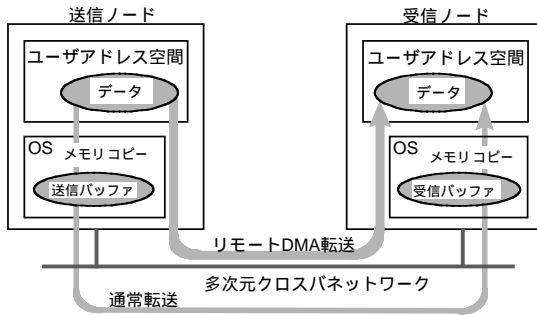 送信ノード
受信ノード
ユーザアドレス空間
データ
ユーザアドレス空間
データ
OS
メモリコピー
送信バッファ
OS
メモリコピー
受信バッファ
リモートDMA転送
多次元クロスバネットワーク
通常転送